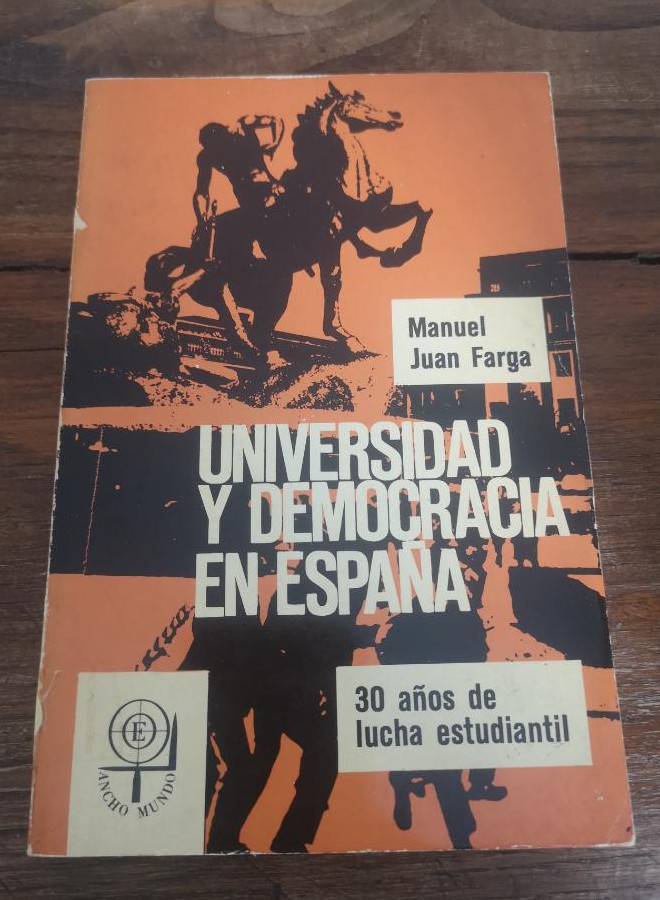 Manuel
Juan Farga
UNIVERSIDAD
Y DEMOCRACIA
EN ESPAÑA
30 años de
lucha estudiantil
E
ANCHO MUNDO